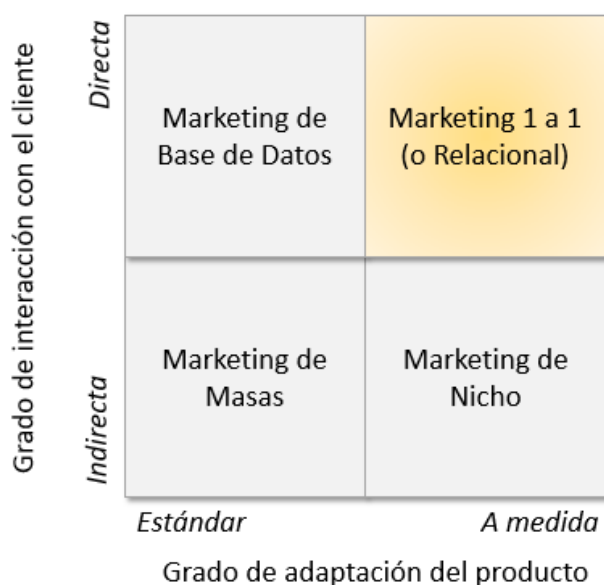 Grado de interacción con el cliente
Directa
Indirecta
Marketing de
Base de Datos
Marketing 1 a 1
(o Relacional)
Marketing de
Masas
Marketing de
Nicho
Estándar
A medida
Grado de adaptación del producto